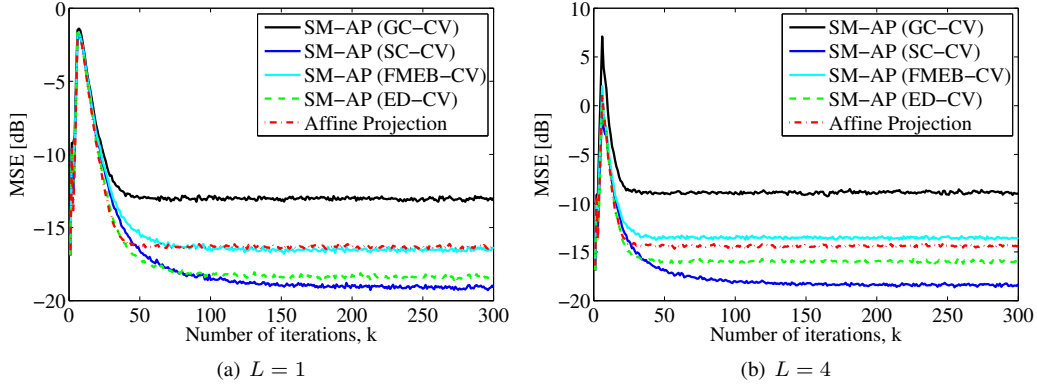 0
−5
−10
−15
−20
MSE [dB]
SM−AP (GC−CV)
SM−AP (SC−CV)
SM−AP (FMEB−CV)
SM−AP (ED−CV)
Affine Projection
0 50 100 150 200 250 300
Number of iterations, k
(a) L = 1
10
5
0
−5
−10
−15
−20
MSE [dB]
SM−AP (GC−CV)
SM−AP (SC−CV)
SM−AP (FMEB−CV)
SM−AP (ED−CV)
Affine Projection
0 50 100 150 200 250 300
Number of iterations, k
(b) L = 4